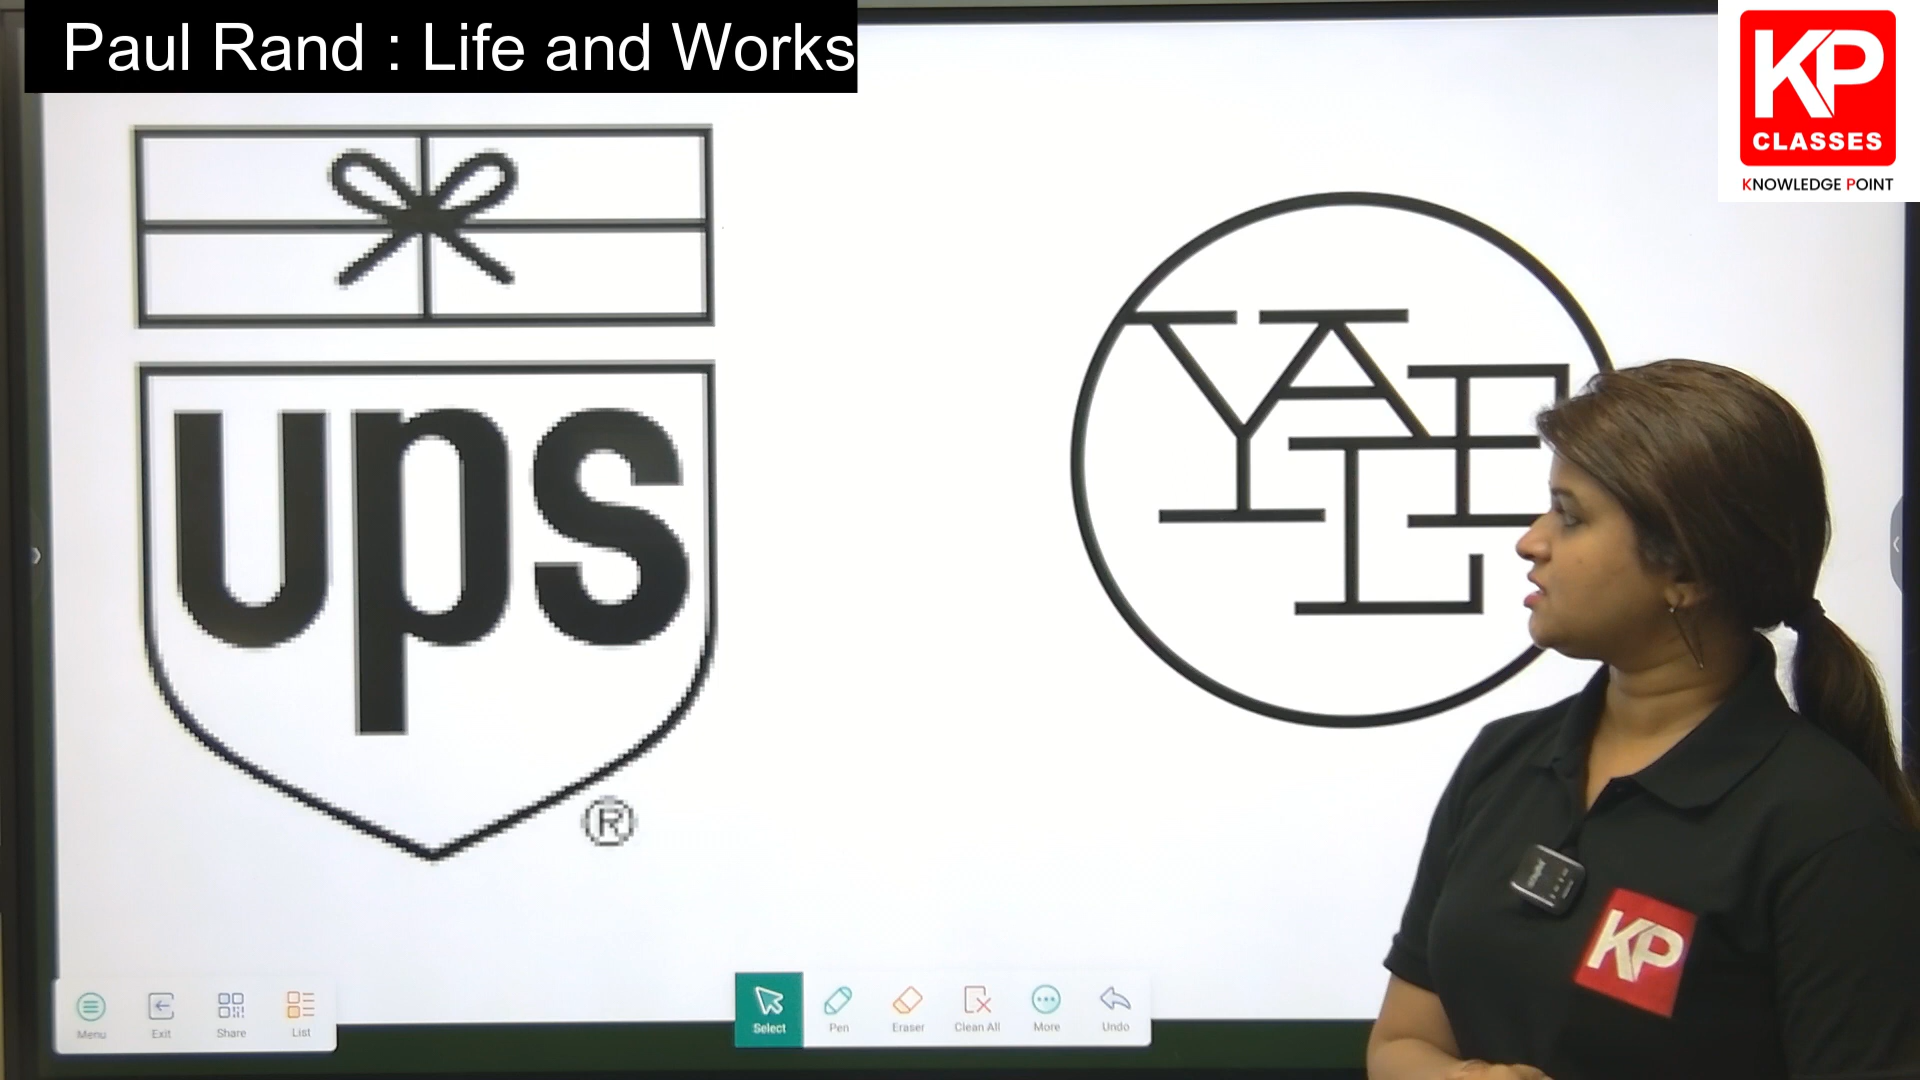 Paul Rand : Life and Works
KP
CLASSES
KNOWLEDGE POINT
ups
®
YALE
KP
Menu
Exit
Share
List
Select
Pen
Eraser
Clean All
More
Undo